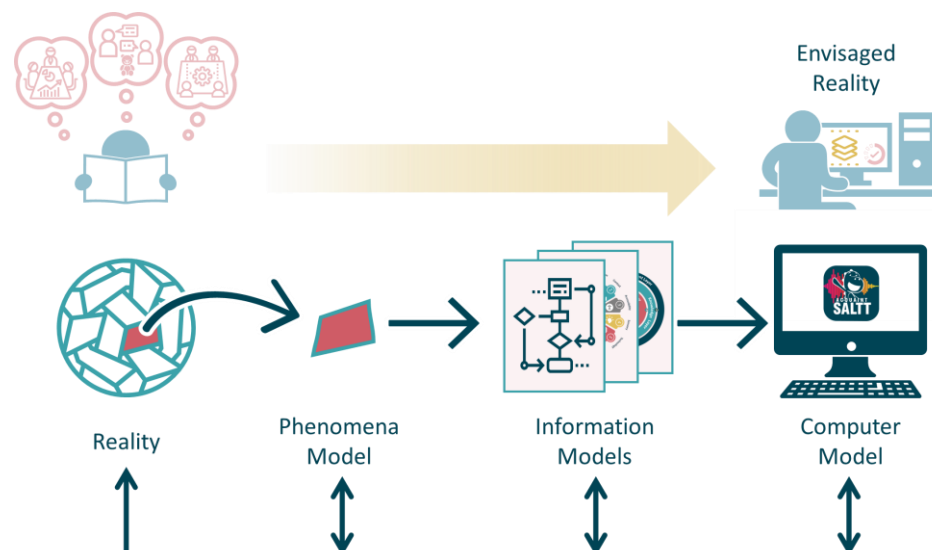 Envisaged
Reality
SALTT
Reality
Phenomena
Model
Information
Models
Computer
Model